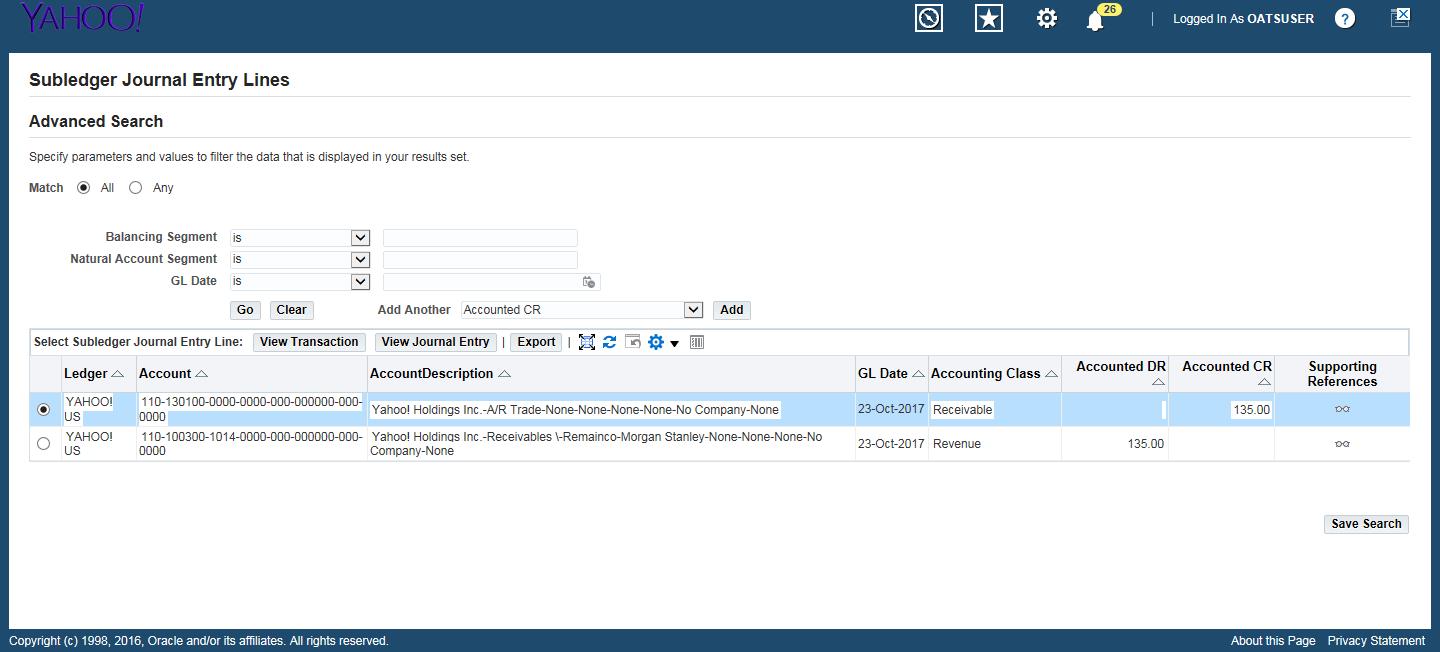 YAHOO!
26
Logged In As OATSUSER
?
Subledger Journal Entry Lines
Advanced Search
Specify parameters and values to filter the data that is displayed in your results set.
Match All Any
Balancing Segment is
Natural Account Segment is
GL Date is
Go Clear Add Another Accounted CR Add
Select Subledger Journal Entry Line: View Transaction View Journal Entry | Export |
Ledger Account AccountDescription GL Date Accounting Class Accounted DR Accounted CR Supporting References
YAHOO! US 110-130100-0000-0000-000-000000-000-0000 Yahoo! Holdings Inc.-A/R Trade-None-None-None-None-No Company-None 23-Oct-2017 Receivable 135.00
YAHOO! US 110-100300-1014-0000-000-000000-000-0000 Yahoo! Holdings Inc.-Receivables \-Remainco-Morgan Stanley-None-None-None-No Company-None 23-Oct-2017 Revenue 135.00
Save Search
Copyright (c) 1998, 2016, Oracle and/or its affiliates. All rights reserved. About this Page Privacy Statement